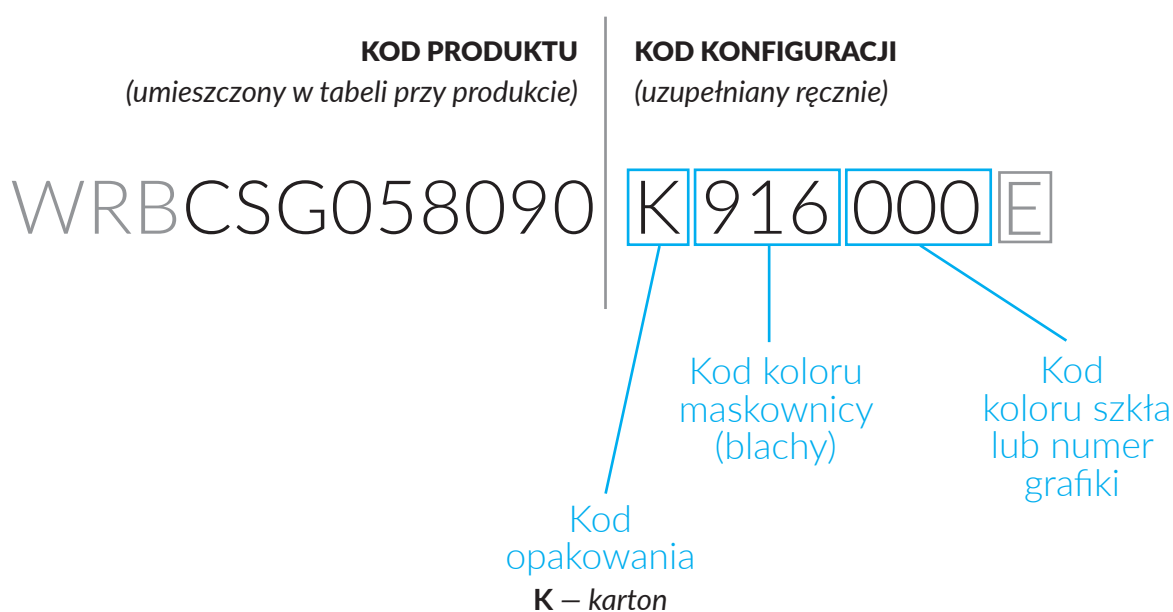 KOD PRODUKTU
(umieszczony w tabeli przy produkcie)
KOD KONFIGURACJI
(uzupełniany ręcznie)
WRBCSG058090 K 916 000 E
Kod koloru
maskownicy
(blachy)
Kod
koloru szkła
lub numer
grafiki
Kod
opakowania
K – karton